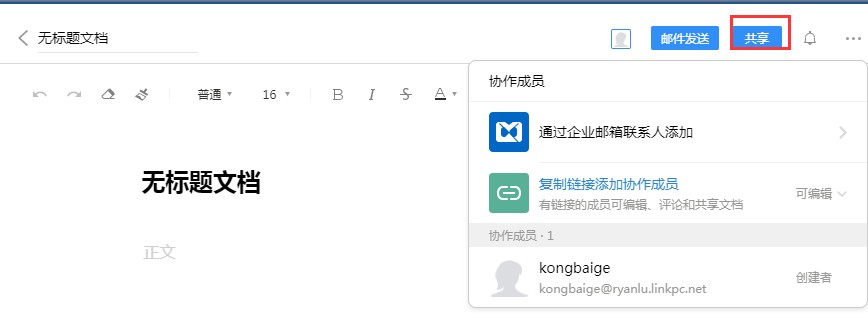 无标题文档
邮件发送
共享
普通
16
B
I
S
A
协作成员
通过企业邮箱联系人添加
复制链接添加协作成员
有链接的成员可编辑、评论和共享文档
可编辑
协作成员 · 1
kongbaige
kongbaige@ryanlu.linkpc.net
创建者
无标题文档
正文